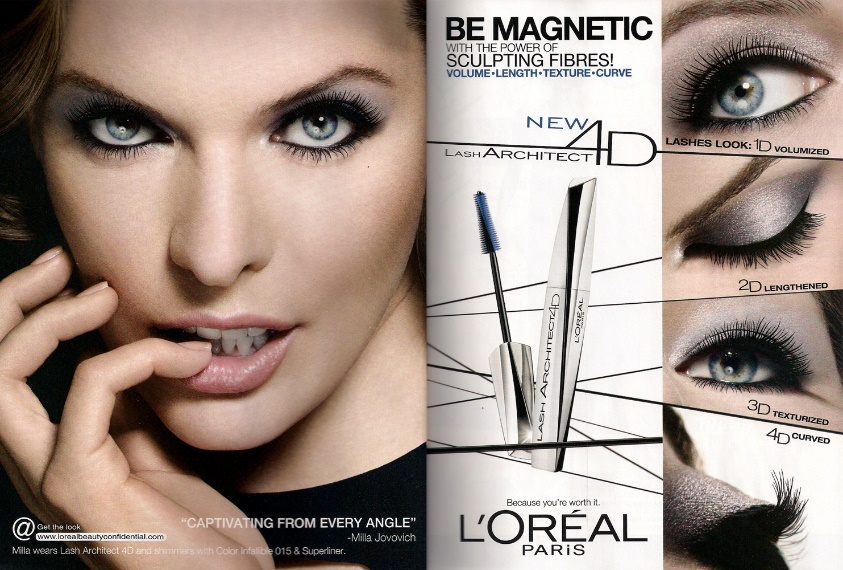 BE MAGNETIC
WITH THE POWER OF
SCULPTING FIBRES!
VOLUME•LENGTH•TEXTURE•CURVE
NEW
LASH ARCHITECT 4D
LASHES LOOK: 1D VOLUMIZED
2D LENGTHENED
3D TEXTURIZED
4D CURVED
LASH ARCHITECT4D
L'ORÉAL
PARIS
Because you're worth it.
L'ORÉAL
PARIS
@ Get the look
www.lorealbeautyconfidential.com
"CAPTIVATING FROM EVERY ANGLE"
-Milla Jovovich
Milla wears Lash Architect 4D and shimmers with Color Infallible 015 & Superliner.